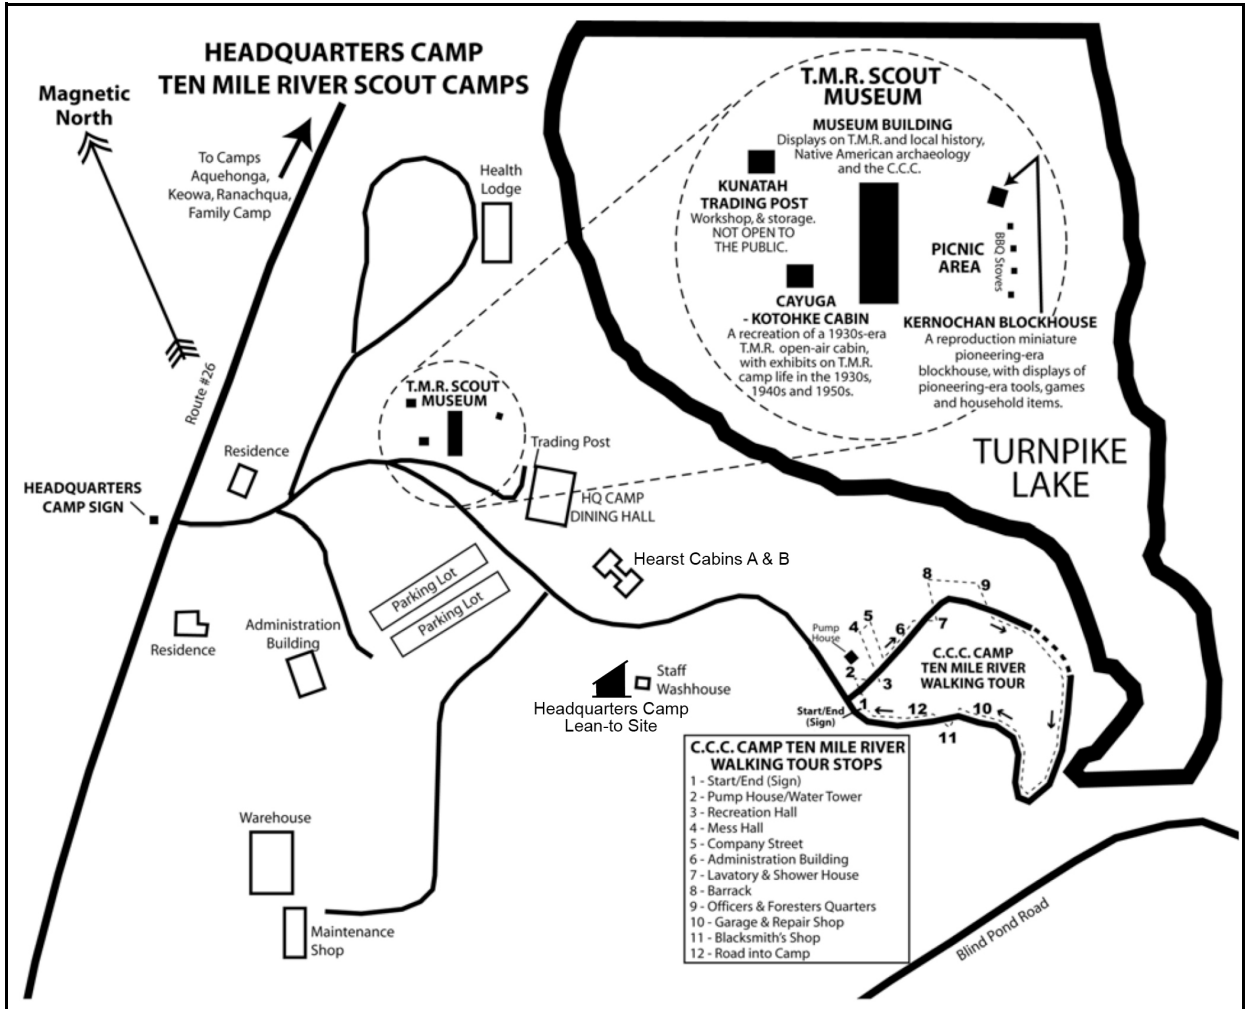 HEADQUARTERS CAMP
TEN MILE RIVER SCOUT CAMPS
Magnetic
North
To Camps
Aquehonga,
Keowa, Ranachqua,
Family Camp
Health
Lodge
Route #26
T.M.R. SCOUT
MUSEUM
MUSEUM BUILDING
Displays on T.M.R. and local history,
Native American archaeology
and the C.C.C.
KUNATAH
TRADING POST
Workshop, & storage.
NOT OPEN TO
THE PUBLIC.
PICNIC
AREA
BBQ Stoves
CAYUGA
- KOTOHKE CABIN
A recreation of a 1930s-era
T.M.R. open-air cabin,
with exhibits on T.M.R.
camp life in the 1930s,
1940s and 1950s.
KERNOCHAN BLOCKHOUSE
A reproduction miniature
pioneering-era
blockhouse, with displays of
pioneering-era tools, games
and household items.
T.M.R. SCOUT
MUSEUM
Trading Post
Residence
HEADQUARTERS
CAMP SIGN
HQ CAMP
DINING HALL
TURNPIKE
LAKE
Hearst Cabins A & B
Parking Lot
Parking Lot
Residence
Administration
Building
Staff
Washhouse
Headquarters Camp
Lean-to Site
Pump
House
8
9
5
4
6
7
2
3
1
12
10
11
C.C.C. CAMP
TEN MILE RIVER
WALKING TOUR
Start/End
(Sign)
C.C.C. CAMP TEN MILE RIVER
WALKING TOUR STOPS
1 - Start/End (Sign)
2 - Pump House/Water Tower
3 - Recreation Hall
4 - Mess Hall
5 - Company Street
6 - Administration Building
7 - Lavatory & Shower House
8 - Barrack
9 - Officers & Foresters Quarters
10 - Garage & Repair Shop
11 - Blacksmith's Shop
12 - Road into Camp
Warehouse
Maintenance
Shop
Blind Pond Road